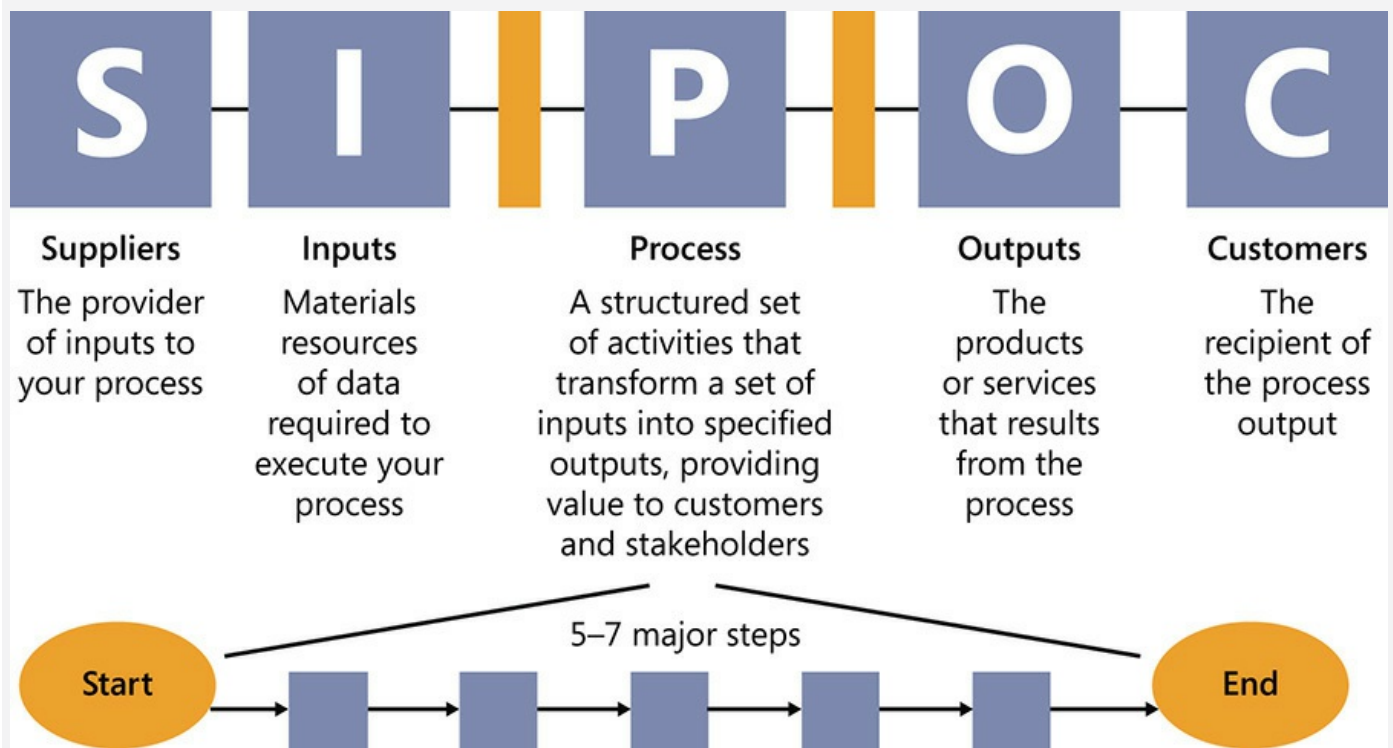 S I P O C
Suppliers
The provider
of inputs to
your process
Inputs
Materials
resources
of data
required to
execute your
process
Process
A structured set
of activities that
transform a set of
inputs into specified
outputs, providing
value to customers
and stakeholders
Outputs
The
products
or services
that results
from the
process
Customers
The
recipient of
the process
output
5–7 major steps
Start
End